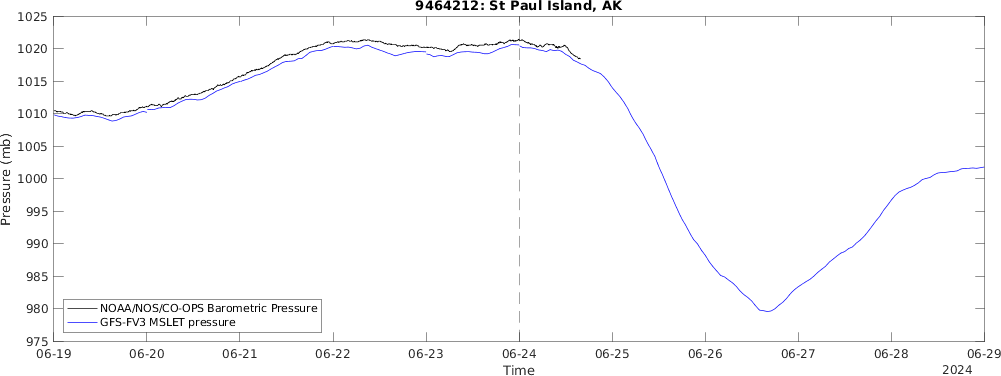 9464212: St Paul Island, AK
1025
1020
1015
1010
1005
1000
995
990
985
980
975
Pressure (mb)
NOAA/NOS/CO-OPS Barometric Pressure
GFS-FV3 MSLET pressure
06-19 06-20 06-21 06-22 06-23 06-24 06-25 06-26 06-27 06-28 06-29
Time
2024